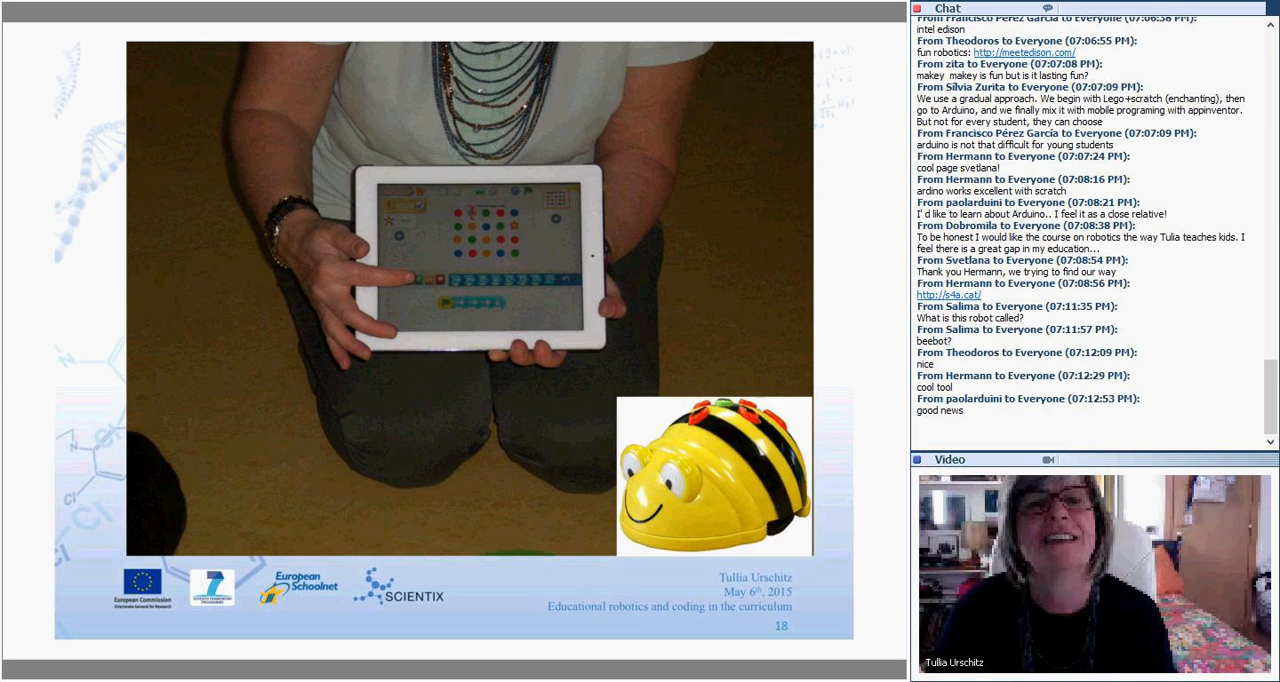 European
Schoolnet
European Commission
Directorate-General for Research
7
SEVENTH FRAMEWORK
PROGRAMME
SCIENTIX
Tullia Urschitz
May 6th, 2015
Educational robotics and coding in the curriculum
18
Chat
From Francisco Pérez García to Everyone (07:06:38 PM):
intel edison
From Theodoros to Everyone (07:06:55 PM):
fun robotics: http://meetedison.com/
From zita to Everyone (07:07:08 PM):
makey makey is fun but is it lasting fun?
From Sílvia Zurita to Everyone (07:07:09 PM):
We use a gradual approach. We begin with Lego+scratch (enchanting), then
go to Arduino, and we finally mix it with mobile programing with appinventor.
But not for every student, they can choose
From Francisco Pérez García to Everyone (07:07:09 PM):
arduino is not that difficult for young students
From Hermann to Everyone (07:07:24 PM):
cool page svetlana!
From Hermann to Everyone (07:08:16 PM):
ardino works excellent with scratch
From paolarduini to Everyone (07:08:21 PM):
I' d like to learn about Arduino.. I feel it as a close relative!
From Dobromila to Everyone (07:08:38 PM):
To be honest I would like the course on robotics the way Tulia teaches kids. I
feel there is a great gap in my education...
From Svetlana to Everyone (07:08:54 PM):
Thank you Hermann, we trying to find our way
From Hermann to Everyone (07:08:56 PM):
http://s4a.cat/
From Salima to Everyone (07:11:35 PM):
What is this robot called?
From Salima to Everyone (07:11:57 PM):
beebot?
From Theodoros to Everyone (07:12:09 PM):
nice
From Hermann to Everyone (07:12:29 PM):
cool tool
From paolarduini to Everyone (07:12:53 PM):
good news
Video
Tullia Urschitz